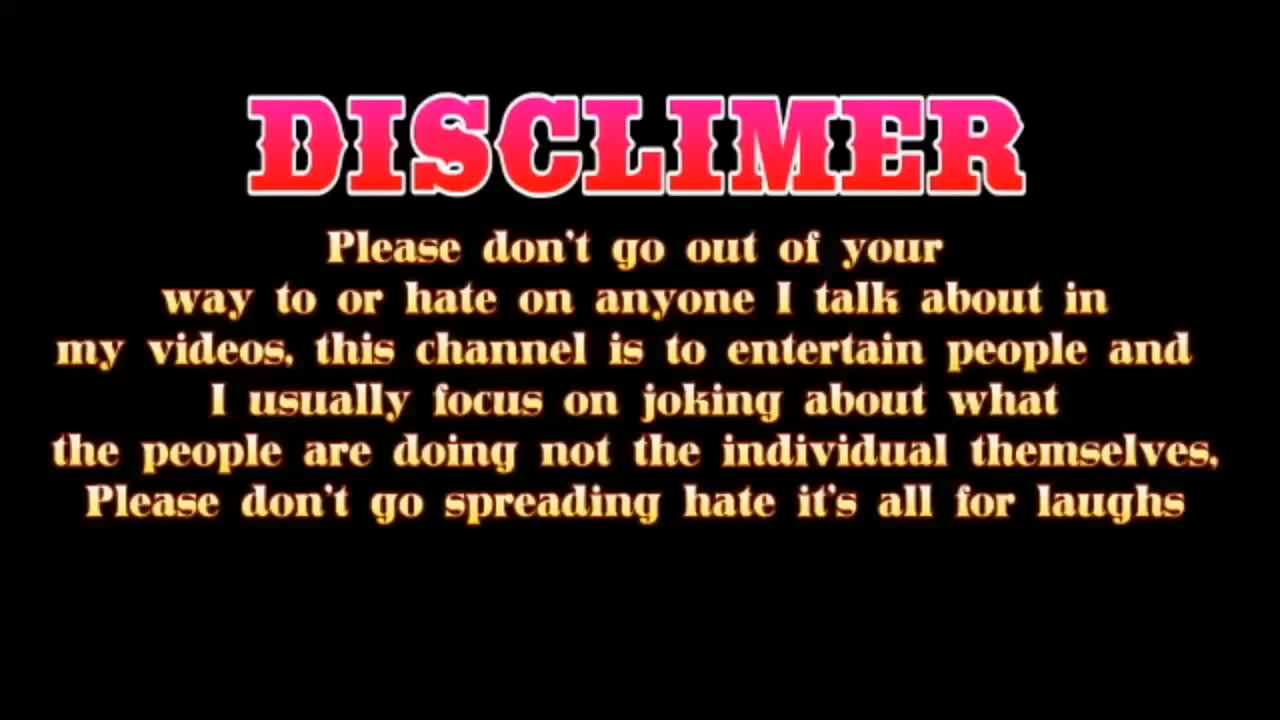 DISCLIMER
Please don't go out of your
way to or hate on anyone I talk about in
my videos, this channel is to entertain people and
I usually focus on joking about what
the people are doing not the individual themselves,
Please don't go spreading hate it's all for laughs